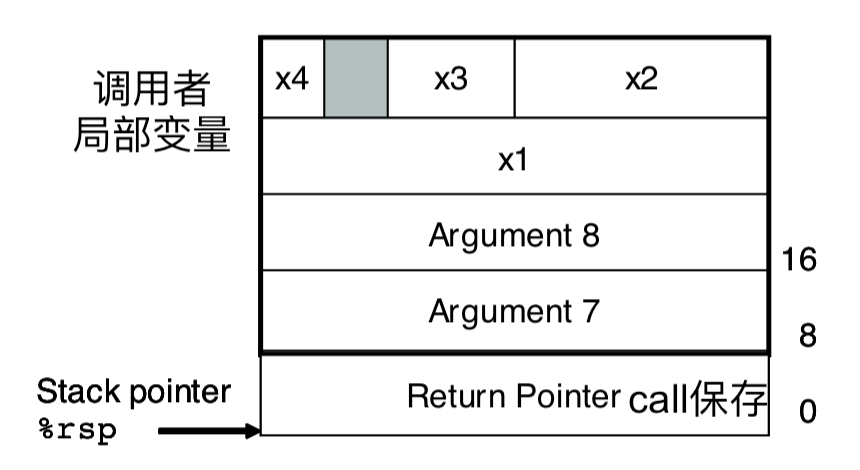 x4 x3 x2
调用者
局部变量
x1
Argument 8
16
Argument 7
8
Stack pointer
%rsp
Return Pointer call保存
0